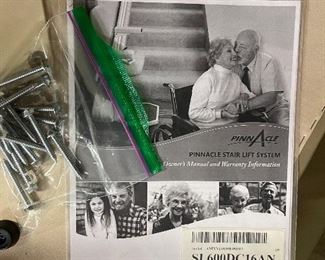 PINNACLE
PINNACLE STAIR LIFT SYSTEM
Owner's Manual and Warranty Information
SL600DC16AN